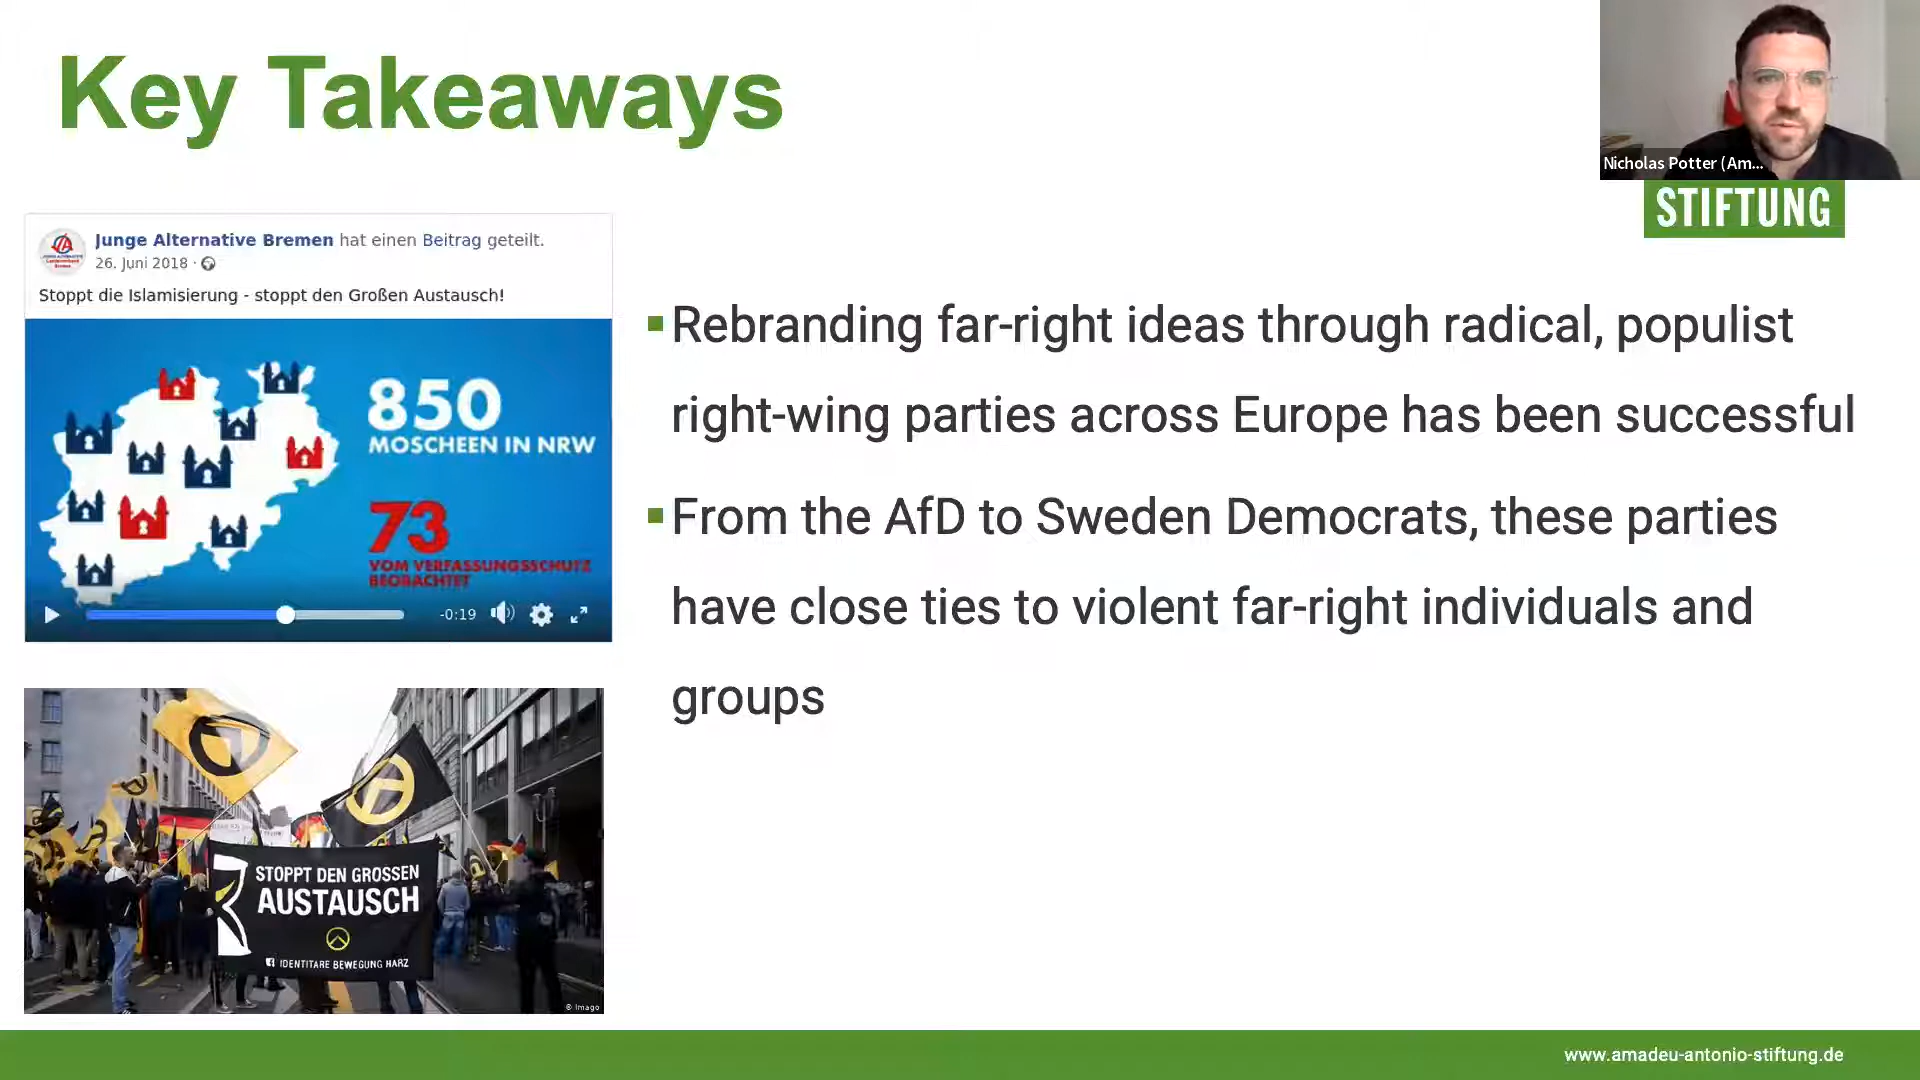 Key Takeaways
Nicholas Potter (Am...
STIFTUNG
Junge Alternative Bremen hat einen Beitrag geteilt.
26. Juni 2018 ·
Stoppt die Islamisierung - stoppt den Großen Austausch!
850
MOSCHEEN IN NRW
73
VOM VERFASSUNGSSCHUTZ
BEOBACHTET
-0:19
Rebranding far-right ideas through radical, populist
right-wing parties across Europe has been successful
From the AfD to Sweden Democrats, these parties
have close ties to violent far-right individuals and
groups
STOPPT DEN GROSSEN
AUSTAUSCH
IDENTITÄRE BEWEGUNG HARZ
© Imago
www.amadeu-antonio-stiftung.de